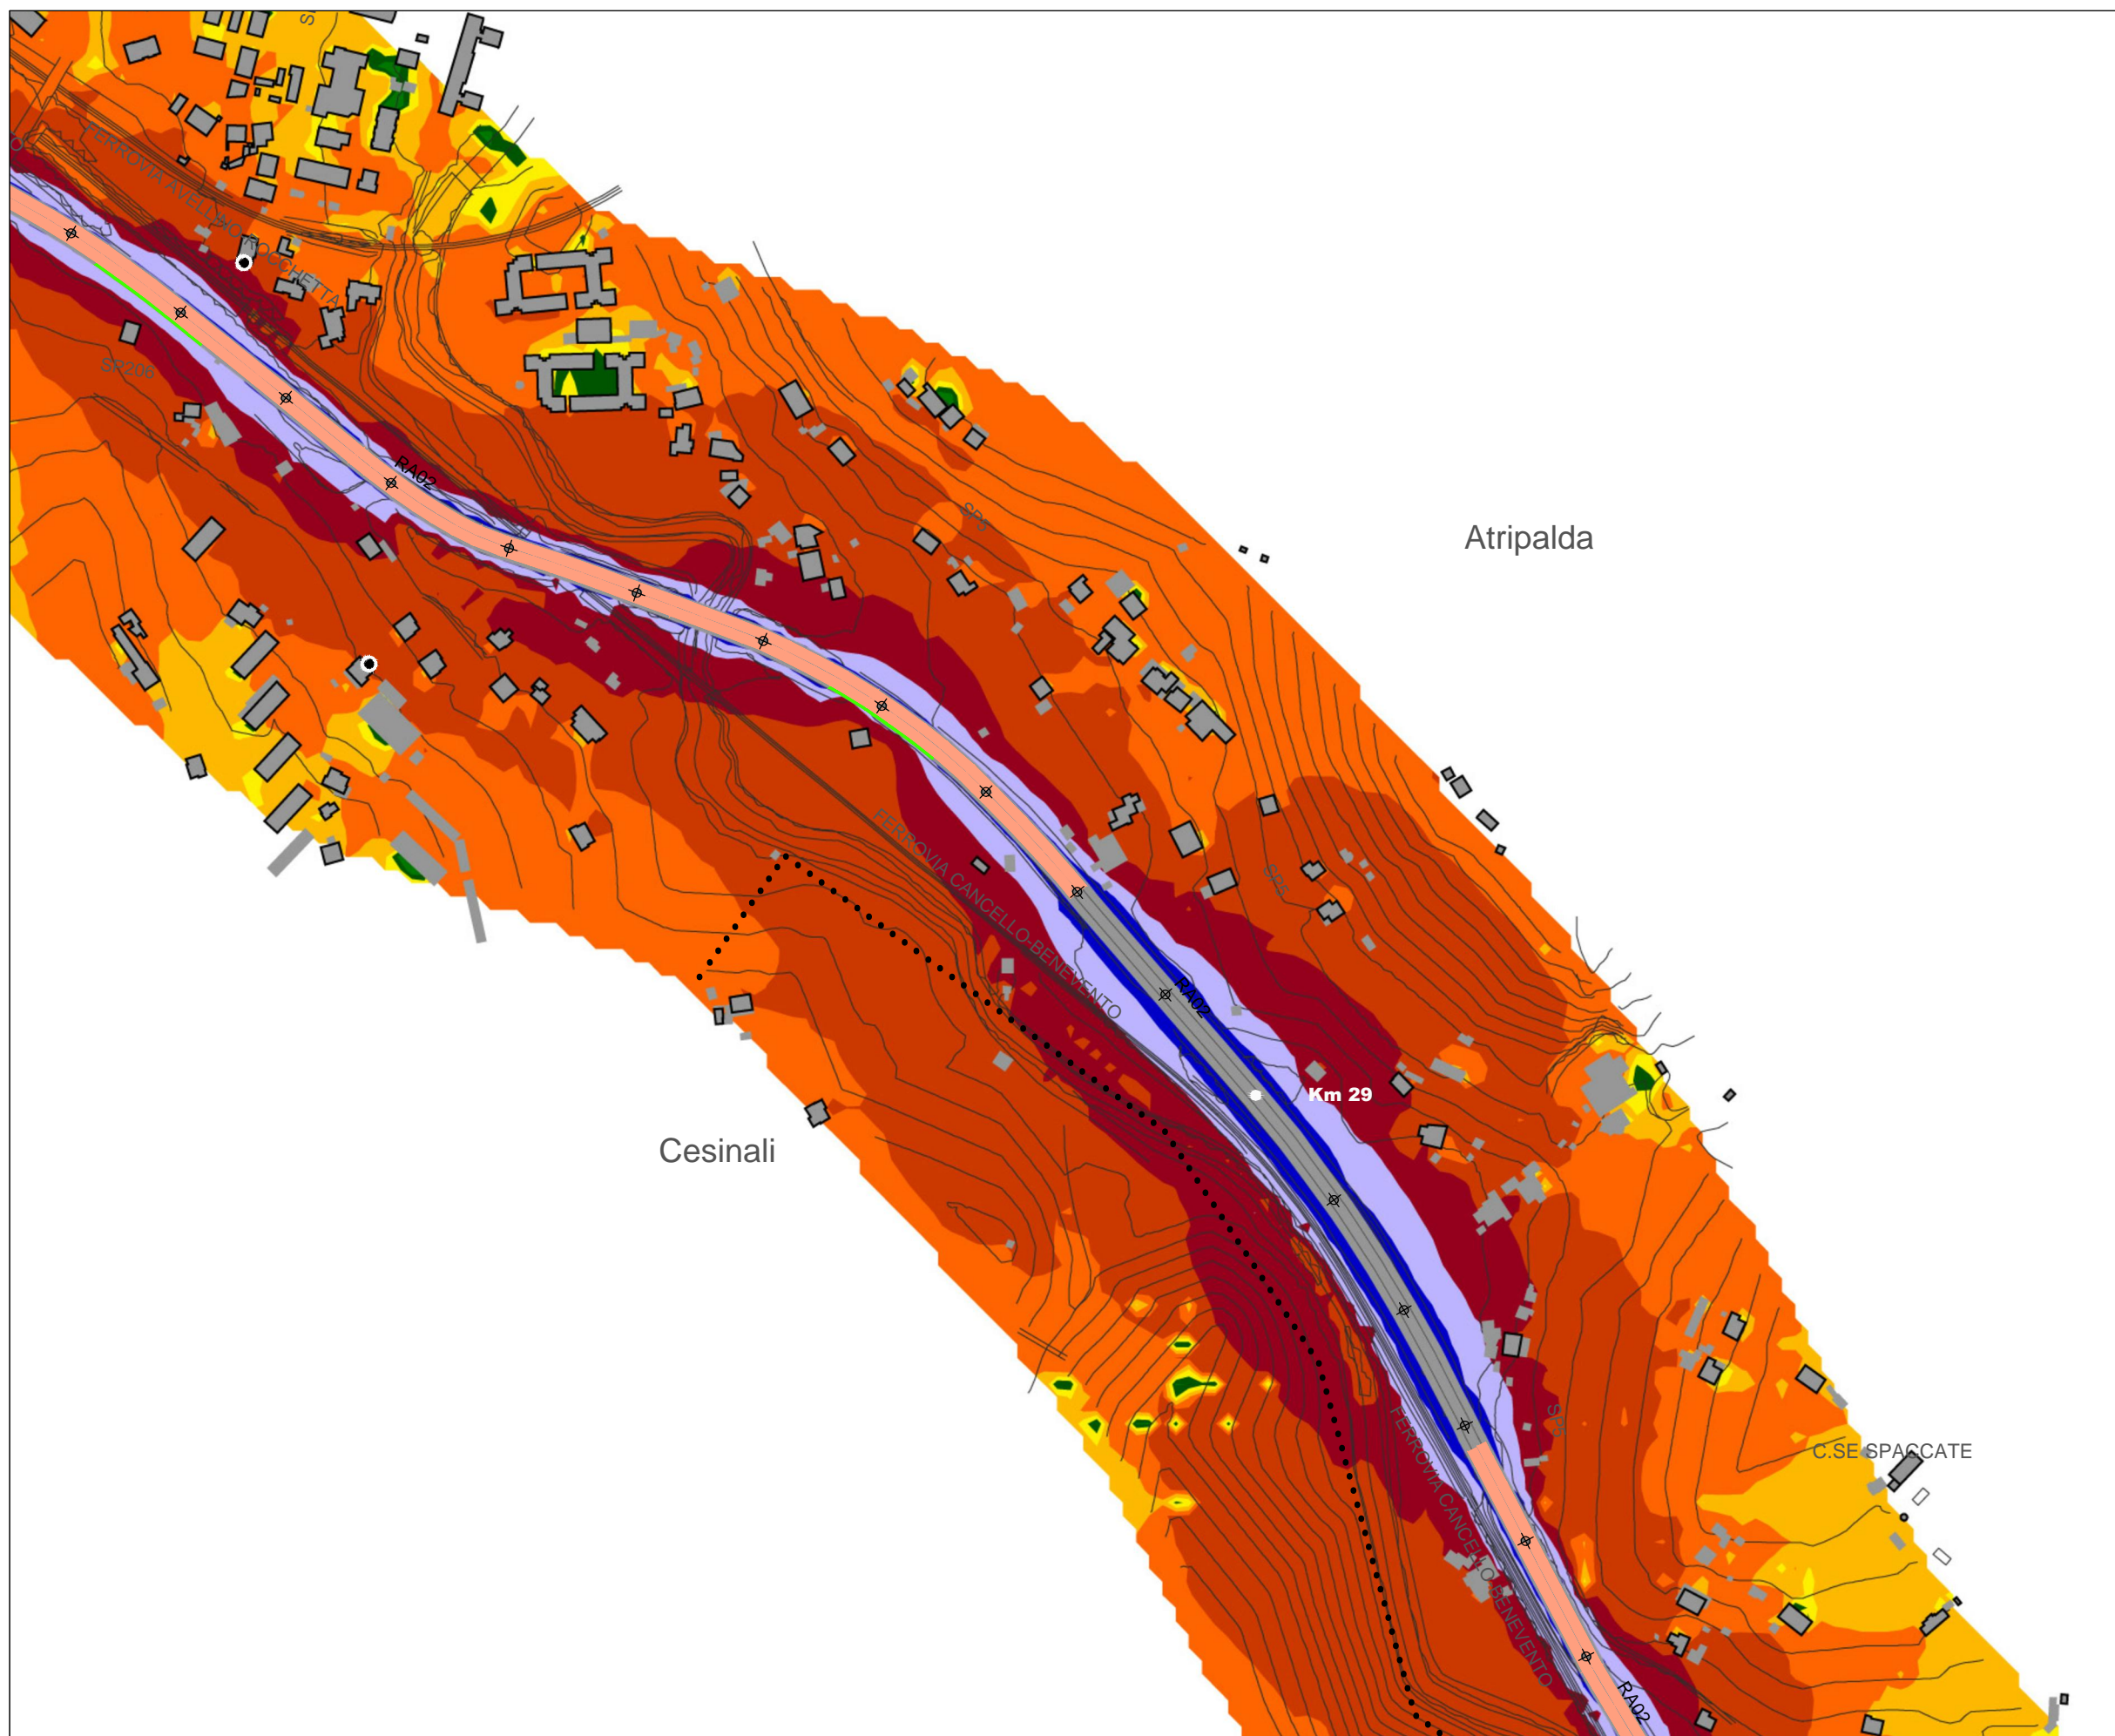 FERROVIA AVELLINO-ROCCHETTA
SP206
RA02
SP5
Atripalda
FERROVIA CANCELLO-BENEVENTO
SP5
RA02
Km 29
Cesinali
SP5
C.SE SPACCATE
FERROVIA CANCELLO-BENEVENTO
RA02